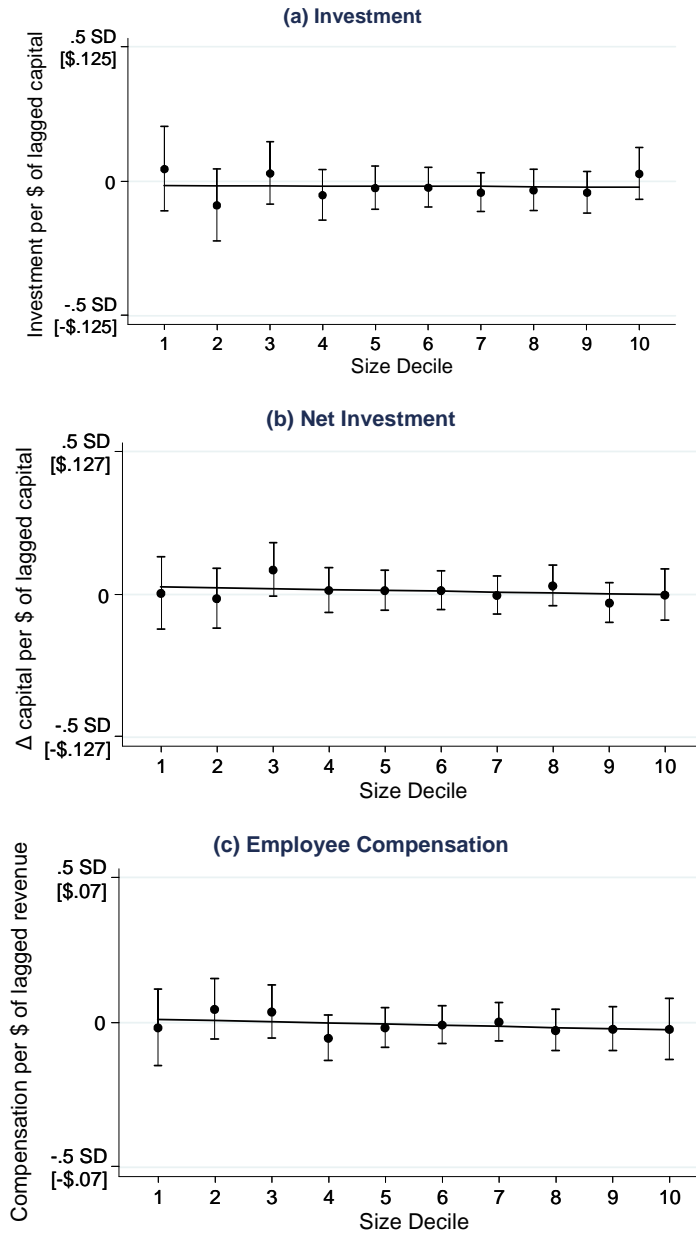 (a) Investment
Investment per $ of lagged capital
.5 SD
[$.125]
0
-.5 SD
[-$.125]
1 2 3 4 5 6 7 8 9 10
Size Decile
(b) Net Investment
Δ capital per $ of lagged capital
.5 SD
[$.127]
0
-.5 SD
[-$.127]
1 2 3 4 5 6 7 8 9 10
Size Decile
(c) Employee Compensation
Compensation per $ of lagged revenue
.5 SD
[$.07]
0
-.5 SD
[-$.07]
1 2 3 4 5 6 7 8 9 10
Size Decile